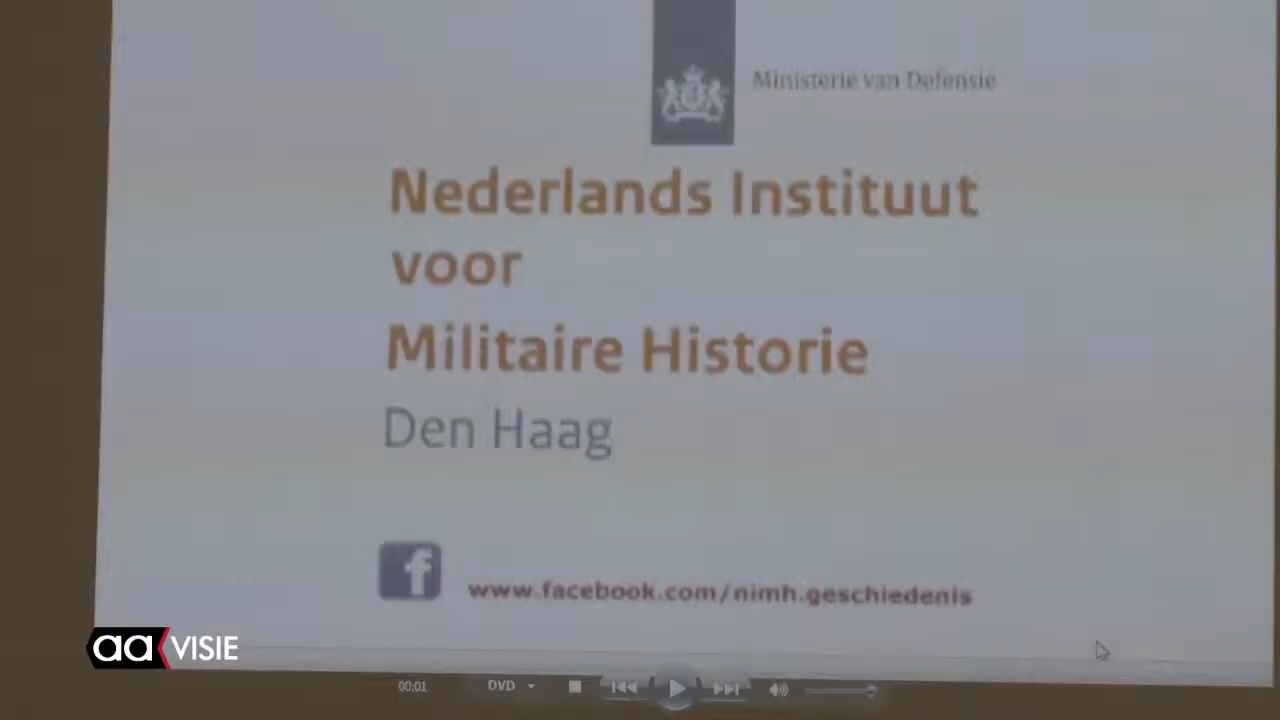 Ministerie van Defensie
Nederlands Instituut
voor
Militaire Historie
Den Haag
f www.facebook.com/nimh.geschiedenis
aa VISIE
00:01 DVD